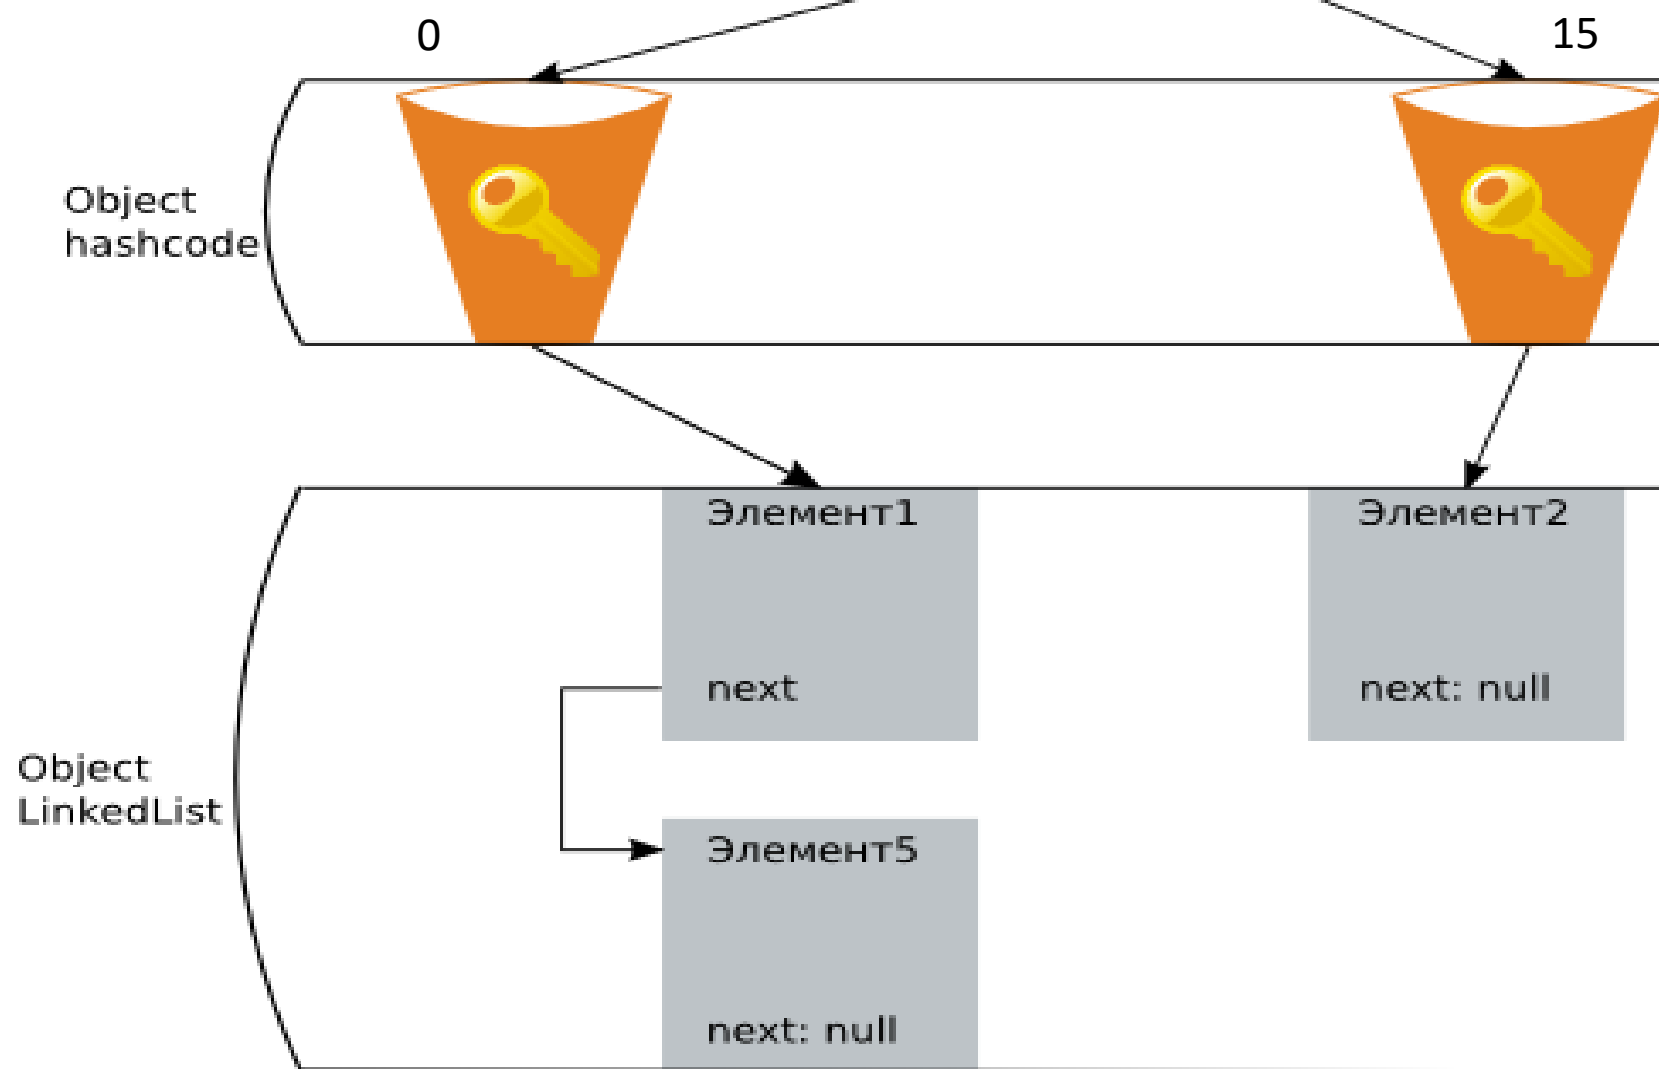 0
15
Object
hashcode
Элемент1
Элемент2
next
next: null
Object
LinkedList
Элемент5
next: null